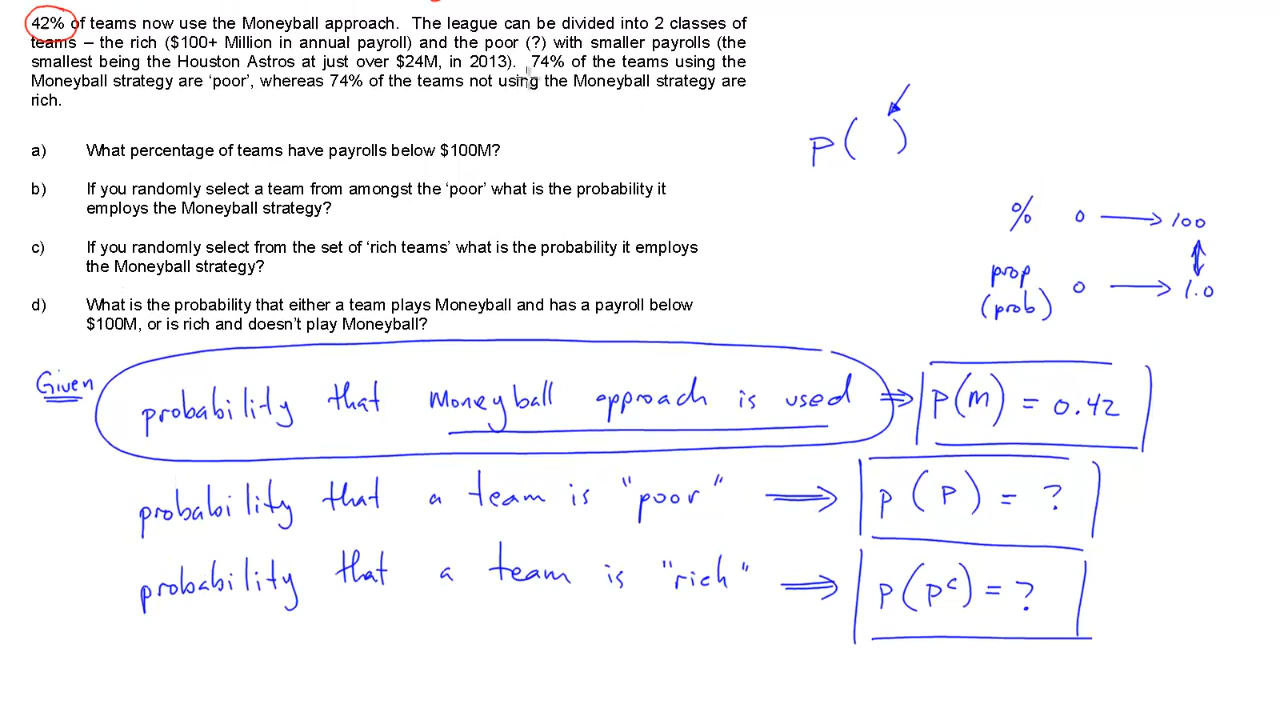 42% of teams now use the Moneyball approach. The league can be divided into 2 classes of
teams – the rich ($100+ Million in annual payroll) and the poor (?) with smaller payrolls (the
smallest being the Houston Astros at just over $24M, in 2013). 74% of the teams using the
Moneyball strategy are 'poor', whereas 74% of the teams not using the Moneyball strategy are
rich.
P( )
a) What percentage of teams have payrolls below $100M?
b) If you randomly select a team from amongst the 'poor' what is the probability it
employs the Moneyball strategy?
% 0 → 100
c) If you randomly select from the set of 'rich teams' what is the probability it employs
the Moneyball strategy?
prop
(prob) 0 → 1.0
d) What is the probability that either a team plays Moneyball and has a payroll below
$100M, or is rich and doesn't play Moneyball?
Given
probability that Moneyball approach is used ⇒ P(M) = 0.42
probability that a team is "poor" ⇒ P(P) = ?
probability that a team is "rich" ⇒ P(Pᶜ) = ?